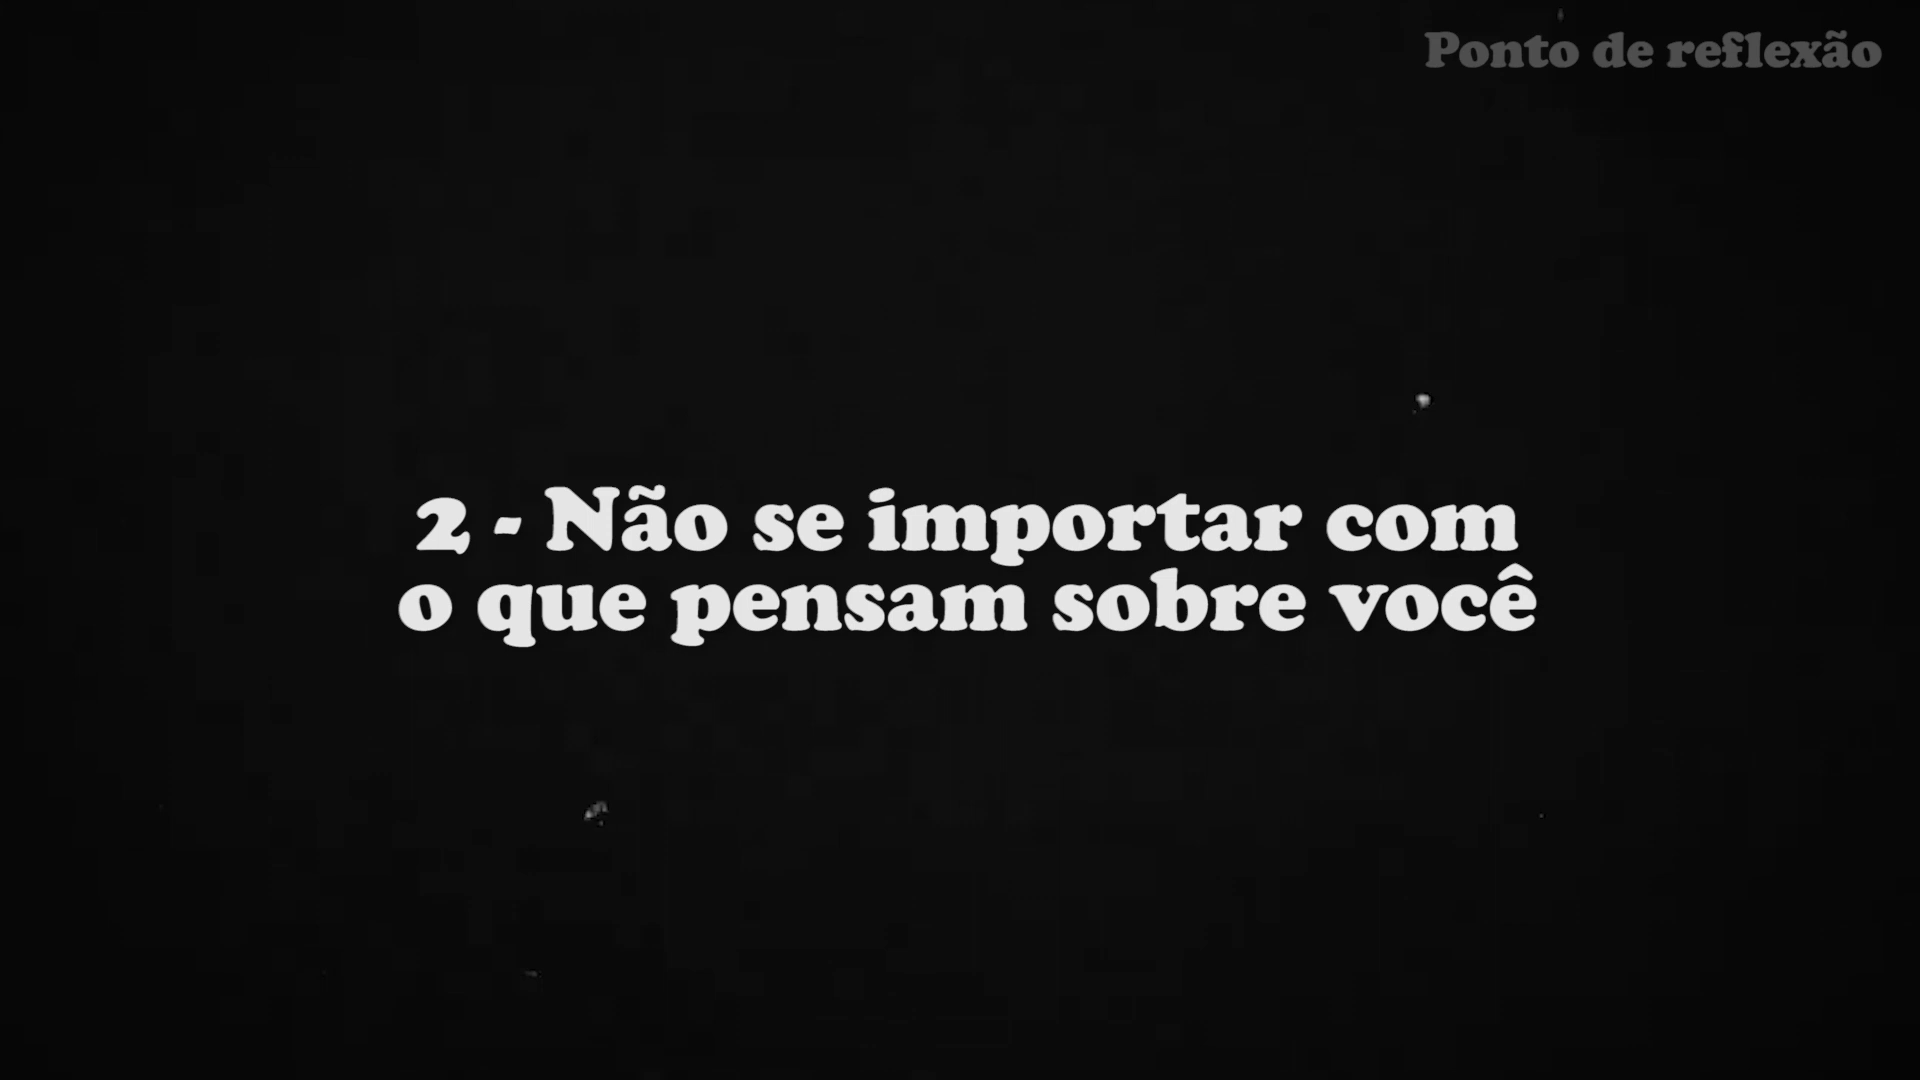 Ponto de reflexão
2 - Não se importar com
o que pensam sobre você